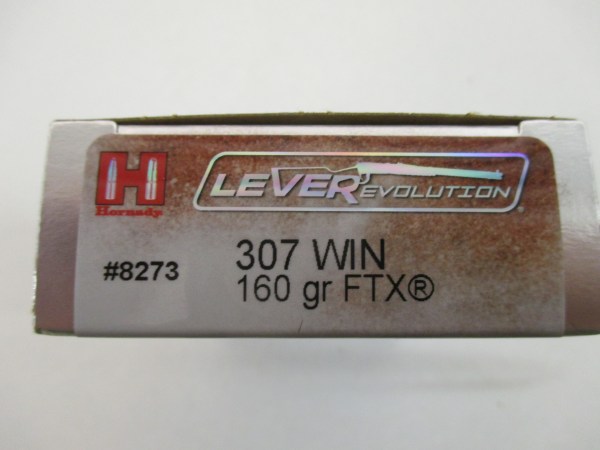 H
Hornady
LEVERevolution®
#8273
307 WIN
160 gr FTX®